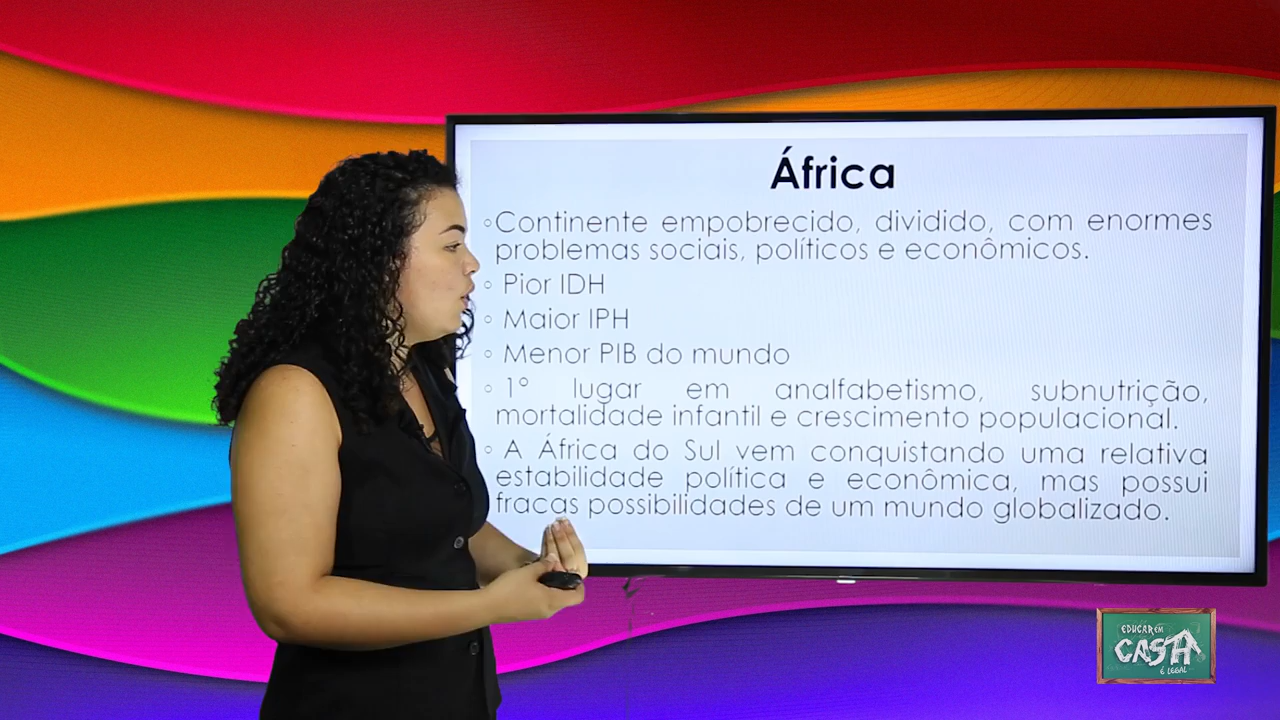 África
◦Continente empobrecido, dividido, com enormes
problemas sociais, políticos e econômicos.
◦ Pior IDH
◦ Maior IPH
◦ Menor PIB do mundo
◦ 1º lugar em analfabetismo, subnutrição,
mortalidade infantil e crescimento populacional.
◦ A África do Sul vem conquistando uma relativa
estabilidade política e econômica, mas possui
fracas possibilidades de um mundo globalizado.
EDUCAR EM
CASA
É LEGAL